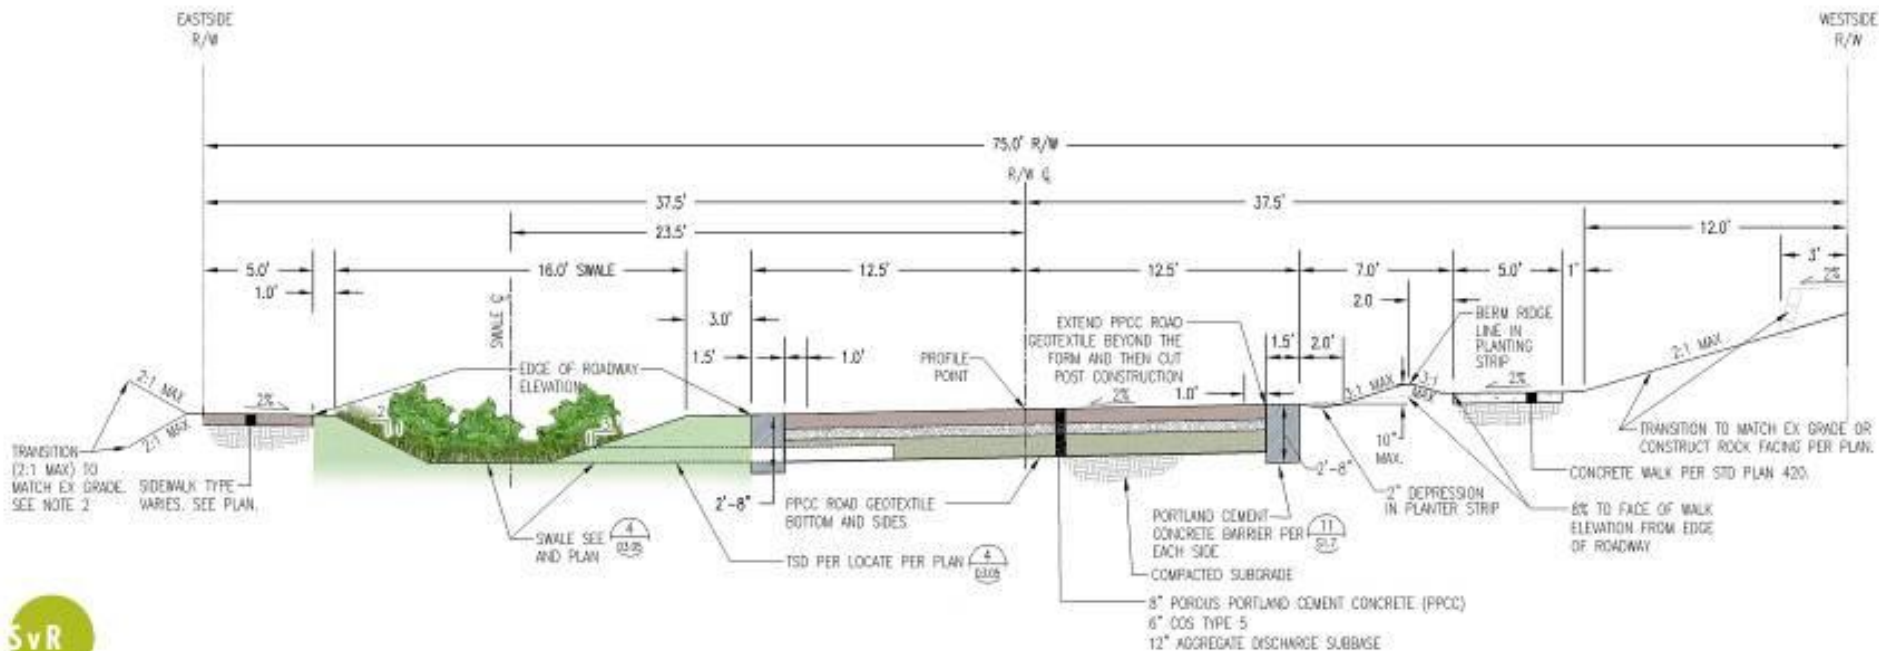 EASTSIDE
R/W
WESTSIDE
R/W
75.0' R/W
R/W ℄
37.5'
37.5'
23.5'
12.0'
5.0'
16.0' SWALE
12.5'
12.5'
7.0'
5.0'
1"
3'
2%
1.0'
SWALE ℄
3.0'
2.0
EXTEND PPCC ROAD
GEOTEXTILE BEYOND THE
FORM AND THEN CUT
POST CONSTRUCTION
BERM RIDGE
LINE IN
PLANTING
STRIP
1.5'
1.0'
PROFILE
POINT
1.5'
2.0'
2:1 MAX
EDGE OF ROADWAY
ELEVATION
2:1 MAX
2%
2%
1.0'
3:1 MAX
3:1
MAX
2%
2:1 MAX
10"
MAX.
TRANSITION
(2:1 MAX) TO
MATCH EX GRADE.
SEE NOTE 2
SIDEWALK TYPE
VARIES. SEE PLAN.
TRANSITION TO MATCH EX GRADE OR
CONSTRUCT ROCK FACING PER PLAN.
CONCRETE WALK PER STD PLAN 420.
2'-8"
2'-8"
PPCC ROAD GEOTEXTILE
BOTTOM AND SIDES
2" DEPRESSION
IN PLANTER STRIP
8% TO FACE OF WALK
ELEVATION FROM EDGE
OF ROADWAY
SWALE SEE 4
AND PLAN
PORTLAND CEMENT
CONCRETE BARRIER PER 11
EACH SIDE
TSD PER LOCATE PER PLAN 4
COMPACTED SUBGRADE
8" POROUS PORTLAND CEMENT CONCRETE (PPCC)
6" COS TYPE 5
12" AGGREGATE DISCHARGE SUBBASE
SvR